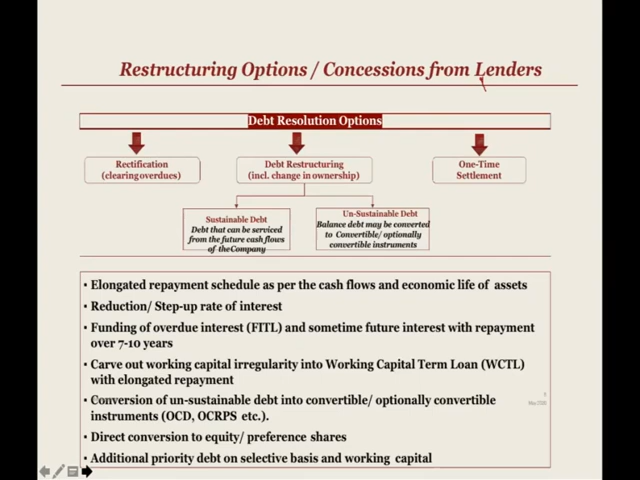 Restructuring Options / Concessions from Lenders
Debt Resolution Options
Rectification
(clearing overdues)
Debt Restructuring
(incl. change in ownership)
One-Time
Settlement
Sustainable Debt
Debt that can be serviced
from the future cash flows
of theCompany
Un-Sustainable Debt
Balance debt may be converted
to Convertible/ optionally
convertible instruments
▪ Elongated repayment schedule as per the cash flows and economic life of assets
▪ Reduction/ Step-up rate of interest
▪ Funding of overdue interest (FITL) and sometime future interest with repayment
over 7-10 years
▪ Carve out working capital irregularity into Working Capital Term Loan (WCTL)
with elongated repayment
▪ Conversion of un-sustainable debt into convertible/ optionally convertible
instruments (OCD, OCRPS etc.).
▪ Direct conversion to equity/ preference shares
▪ Additional priority debt on selective basis and working capital